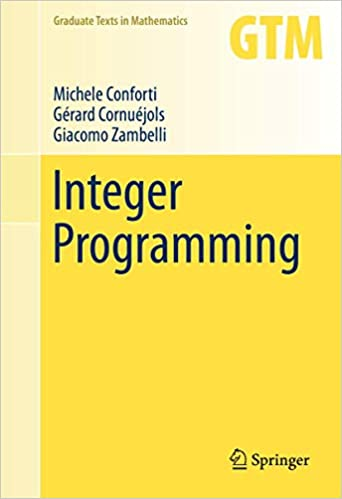 Graduate Texts in Mathematics
GTM
Michele Conforti
Gérard Cornuéjols
Giacomo Zambelli
Integer
Programming
Springer